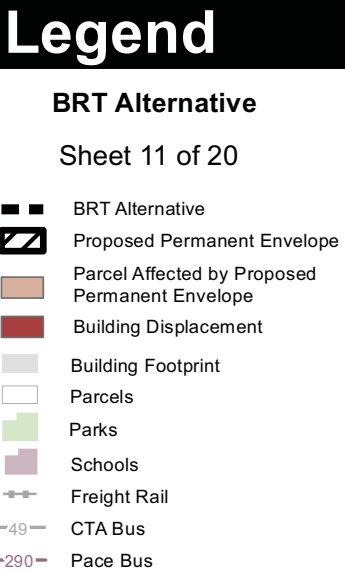 Legend
BRT Alternative
Sheet 11 of 20
BRT Alternative
Proposed Permanent Envelope
Parcel Affected by Proposed
Permanent Envelope
Building Displacement
Building Footprint
Parcels
Parks
Schools
Freight Rail
49 CTA Bus
290 Pace Bus